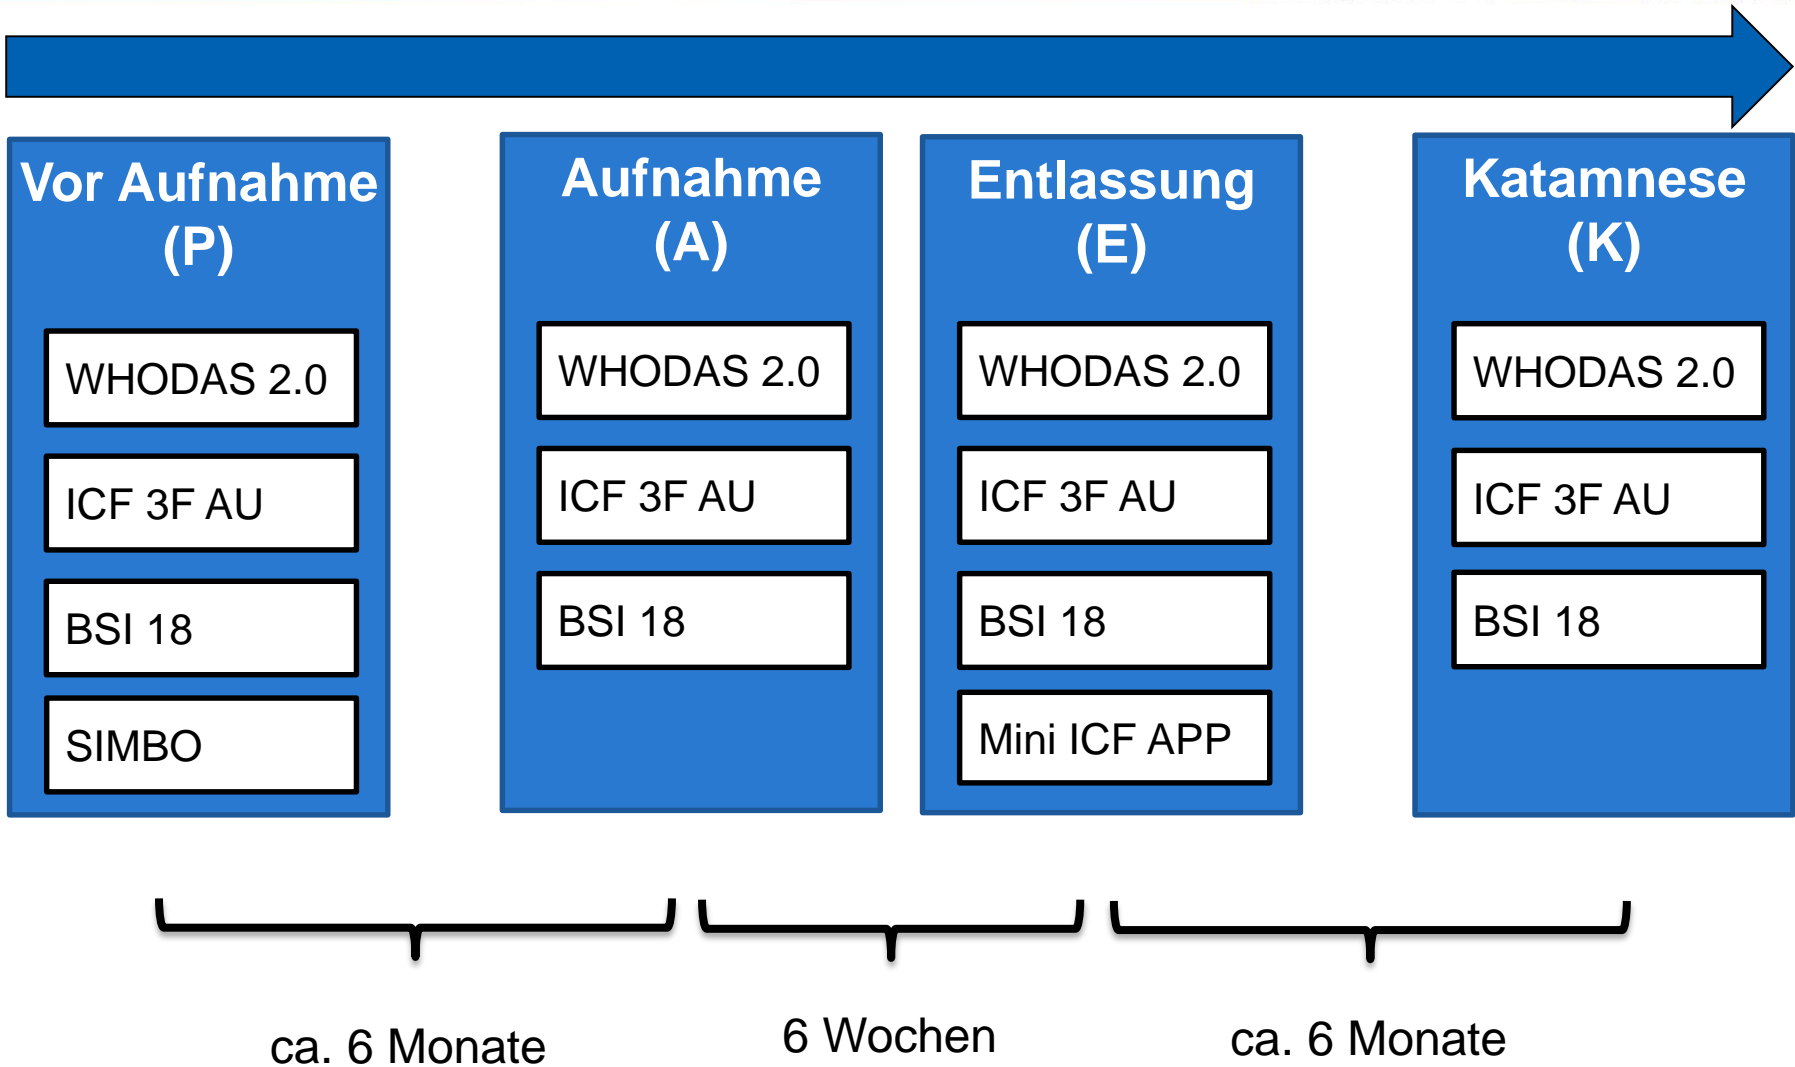 Vor Aufnahme
(P)
WHODAS 2.0
ICF 3F AU
BSI 18
SIMBO
Aufnahme
(A)
WHODAS 2.0
ICF 3F AU
BSI 18
Entlassung
(E)
WHODAS 2.0
ICF 3F AU
BSI 18
Mini ICF APP
Katamnese
(K)
WHODAS 2.0
ICF 3F AU
BSI 18
ca. 6 Monate
6 Wochen
ca. 6 Monate